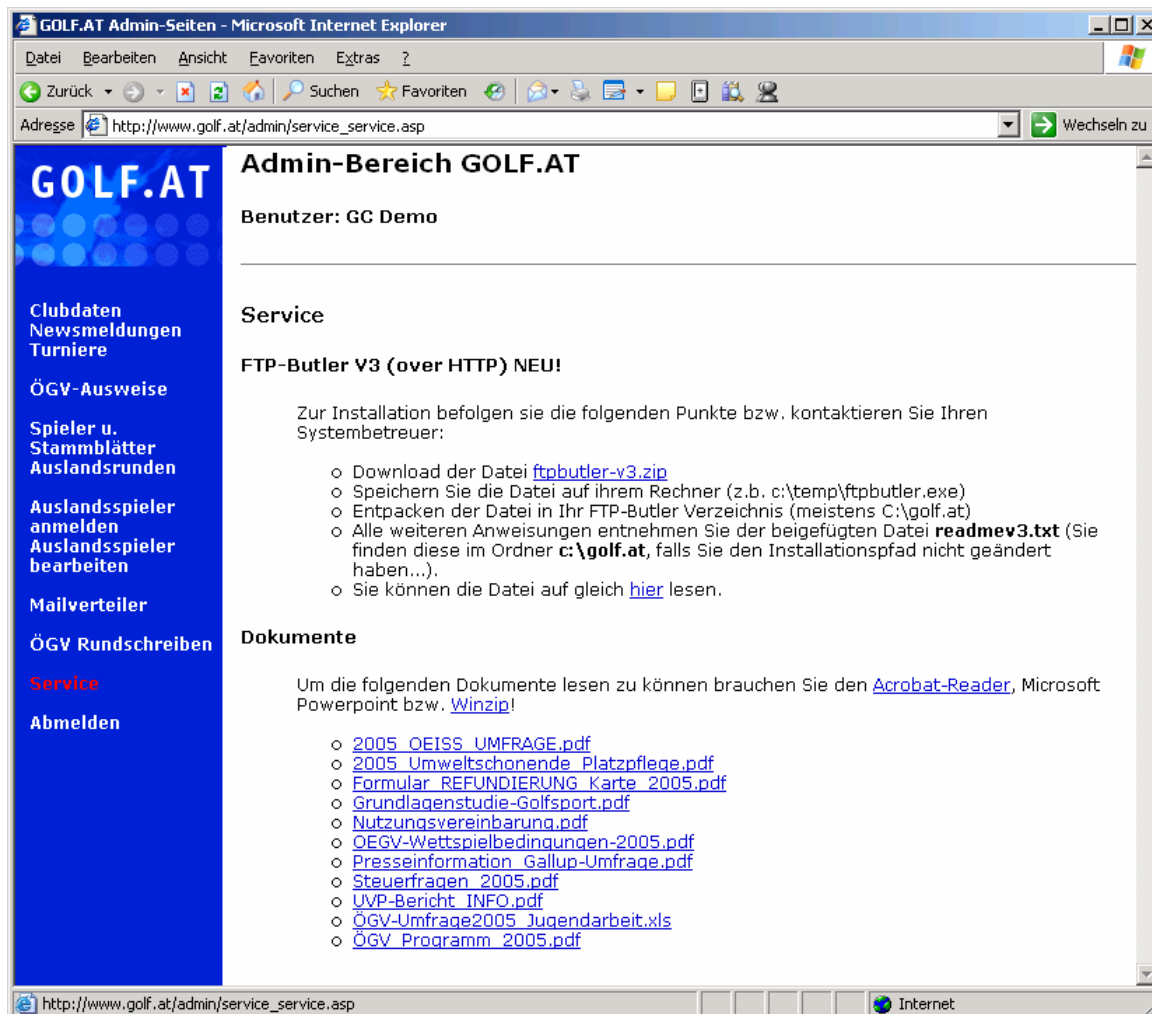 GOLF.AT Admin-Seiten - Microsoft Internet Explorer
Datei Bearbeiten Ansicht Favoriten Extras ?
Zurück Suchen Favoriten
Adresse http://www.golf.at/admin/service_service.asp Wechseln zu
GOLF.AT
Clubdaten
Newsmeldungen
Turniere
ÖGV-Ausweise
Spieler u.
Stammblätter
Auslandsrunden
Auslandsspieler
anmelden
Auslandsspieler
bearbeiten
Mailverteiler
ÖGV Rundschreiben
Service
Abmelden
Admin-Bereich GOLF.AT
Benutzer: GC Demo
Service
FTP-Butler V3 (over HTTP) NEU!
Zur Installation befolgen sie die folgenden Punkte bzw. kontaktieren Sie Ihren
Systembetreuer:
o Download der Datei ftpbutler-v3.zip
o Speichern Sie die Datei auf ihrem Rechner (z.b. c:\temp\ftpbutler.exe)
o Entpacken der Datei in Ihr FTP-Butler Verzeichnis (meistens C:\golf.at)
o Alle weiteren Anweisungen entnehmen Sie der beigefügten Datei readmev3.txt (Sie
finden diese im Ordner c:\golf.at, falls Sie den Installationspfad nicht geändert
haben...).
o Sie können die Datei auf gleich hier lesen.
Dokumente
Um die folgenden Dokumente lesen zu können brauchen Sie den Acrobat-Reader, Microsoft
Powerpoint bzw. Winzip!
o 2005_OEISS_UMFRAGE.pdf
o 2005_Umweltschonende_Platzpflege.pdf
o Formular_REFUNDIERUNG_Karte_2005.pdf
o Grundlagenstudie-Golfsport.pdf
o Nutzungsvereinbarung.pdf
o OEGV-Wettspielbedingungen-2005.pdf
o Presseinformation_Gallup-Umfrage.pdf
o Steuerfragen_2005.pdf
o UVP-Bericht_INFO.pdf
o ÖGV-Umfrage2005_Jugendarbeit.xls
o ÖGV_Programm_2005.pdf
http://www.golf.at/admin/service_service.asp Internet